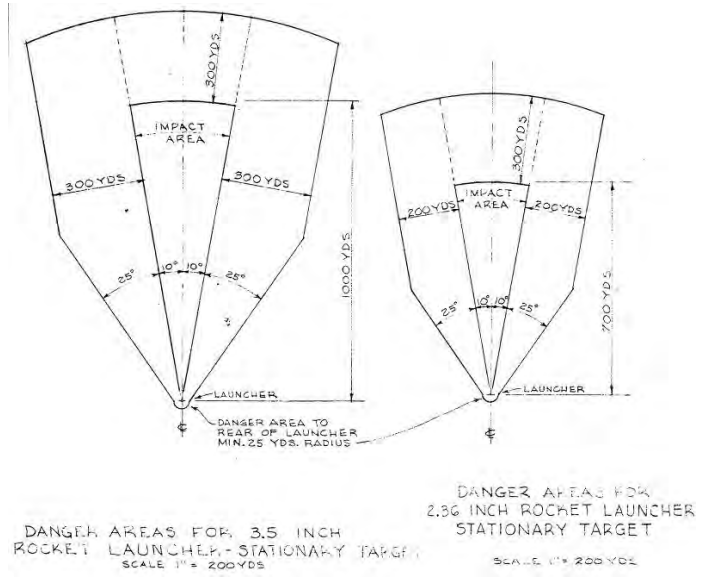 300 YDS
IMPACT
AREA
300 YDS
300 YDS
25°
10°
10°
25°
1000 YDS
LAUNCHER
℄
DANGER AREA TO
REAR OF LAUNCHER
MIN. 25 YDS. RADIUS
DANGER AREAS FOR 3.5 INCH
ROCKET LAUNCHER - STATIONARY TARGET
SCALE 1" = 200 YDS
300 YDS
IMPACT
AREA
200 YDS
200 YDS
25°
10°
10°
25°
700 YDS
LAUNCHER
℄
DANGER AREAS FOR
2.36 INCH ROCKET LAUNCHER
STATIONARY TARGET
SCALE 1" = 200 YDS